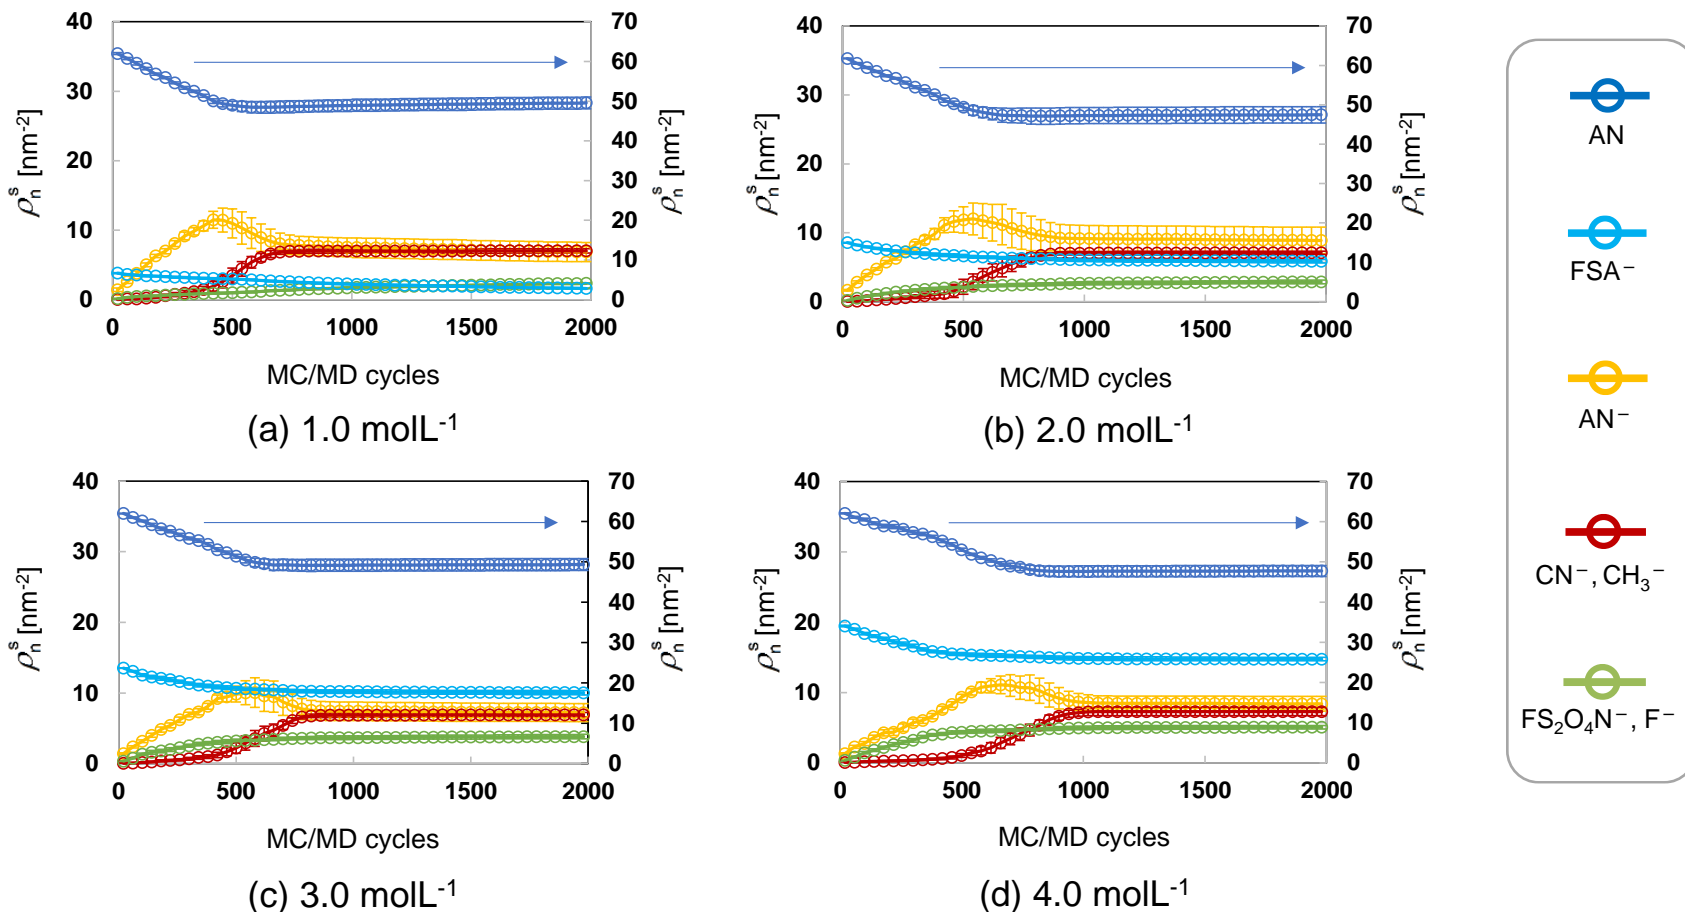 40
30
20
10
0
70
60
50
40
30
20
10
0
ρₙˢ [nm⁻²]
ρₙˢ [nm⁻²]
0 500 1000 1500 2000
MC/MD cycles
(a) 1.0 molL⁻¹
40
30
20
10
0
70
60
50
40
30
20
10
0
ρₙˢ [nm⁻²]
ρₙˢ [nm⁻²]
0 500 1000 1500 2000
MC/MD cycles
(b) 2.0 molL⁻¹
40
30
20
10
0
70
60
50
40
30
20
10
0
ρₙˢ [nm⁻²]
ρₙˢ [nm⁻²]
0 500 1000 1500 2000
MC/MD cycles
(c) 3.0 molL⁻¹
40
30
20
10
0
70
60
50
40
30
20
10
0
ρₙˢ [nm⁻²]
ρₙˢ [nm⁻²]
0 500 1000 1500 2000
MC/MD cycles
(d) 4.0 molL⁻¹
AN
FSA⁻
AN⁻
CN⁻, CH₃⁻
FS₂O₄N⁻, F⁻